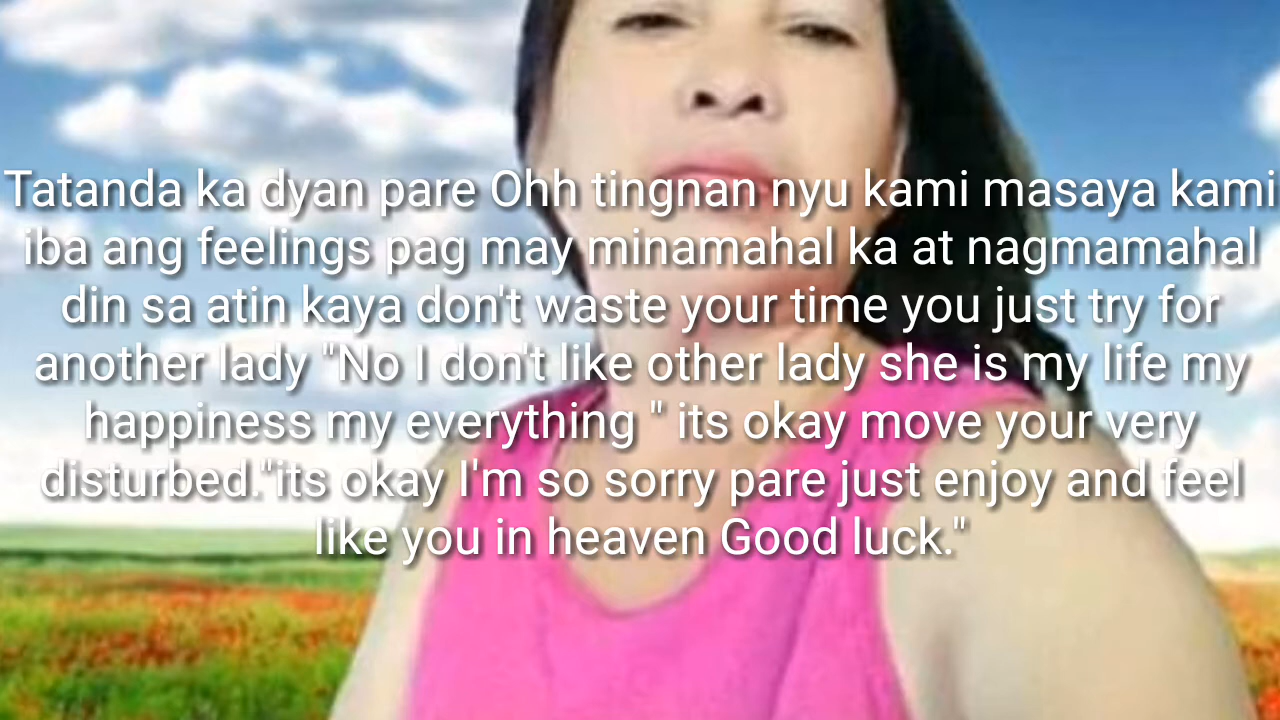 Tatanda ka dyan pare Ohh tingnan nyu kami masaya kami
iba ang feelings pag may minamahal ka at nagmamahal
din sa atin kaya don't waste your time you just try for
another lady "No I don't like other lady she is my life my
happiness my everything " its okay move your very
disturbed."its okay I'm so sorry pare just enjoy and feel
like you in heaven Good luck."